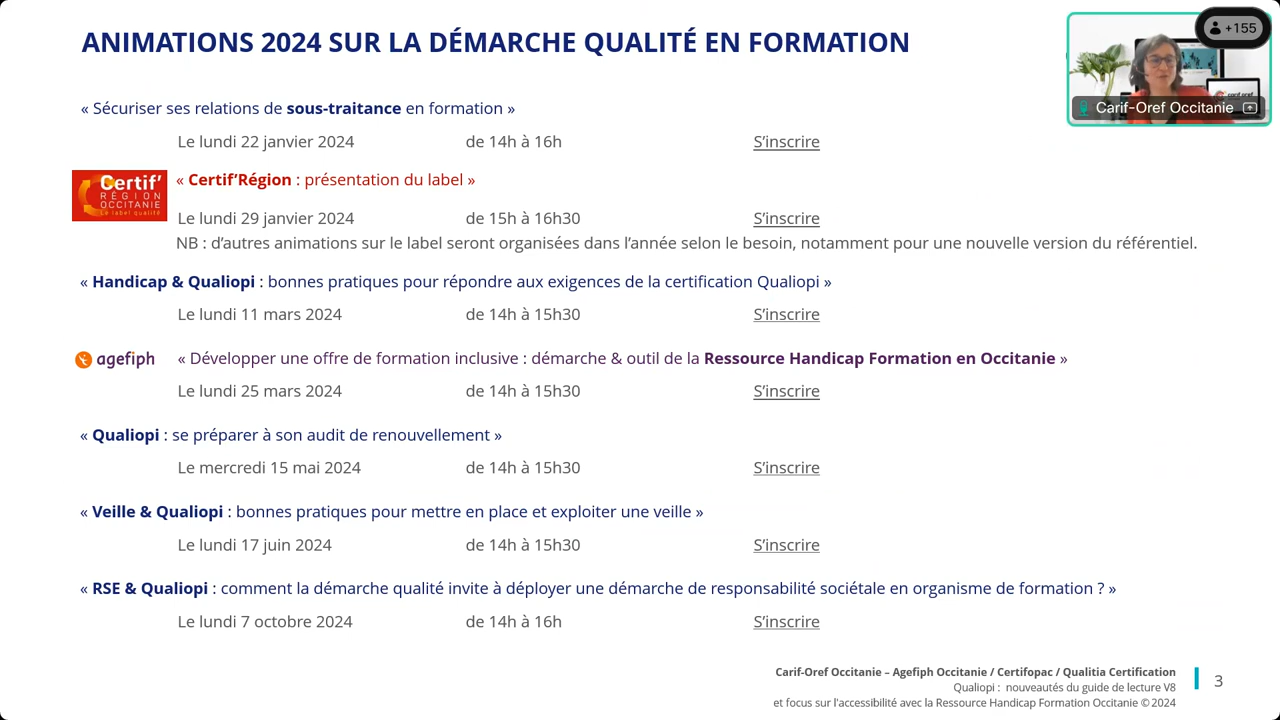 ANIMATIONS 2024 SUR LA DÉMARCHE QUALITÉ EN FORMATION
+155
Carif-Oref Occitanie
« Sécuriser ses relations de sous-traitance en formation »
Le lundi 22 janvier 2024 de 14h à 16h S’inscrire
Certif’
RÉGION
OCCITANIE
Le label qualité
« Certif’Région : présentation du label »
Le lundi 29 janvier 2024 de 15h à 16h30 S’inscrire
NB : d’autres animations sur le label seront organisées dans l’année selon le besoin, notamment pour une nouvelle version du référentiel.
« Handicap & Qualiopi : bonnes pratiques pour répondre aux exigences de la certification Qualiopi »
Le lundi 11 mars 2024 de 14h à 15h30 S’inscrire
agefiph « Développer une offre de formation inclusive : démarche & outil de la Ressource Handicap Formation en Occitanie »
Le lundi 25 mars 2024 de 14h à 15h30 S’inscrire
« Qualiopi : se préparer à son audit de renouvellement »
Le mercredi 15 mai 2024 de 14h à 15h30 S’inscrire
« Veille & Qualiopi : bonnes pratiques pour mettre en place et exploiter une veille »
Le lundi 17 juin 2024 de 14h à 15h30 S’inscrire
« RSE & Qualiopi : comment la démarche qualité invite à déployer une démarche de responsabilité sociétale en organisme de formation ? »
Le lundi 7 octobre 2024 de 14h à 16h S’inscrire
Carif-Oref Occitanie – Agefiph Occitanie / Certifopac / Qualitia Certification
Qualiopi : nouveautés du guide de lecture V8
et focus sur l'accessibilité avec la Ressource Handicap Formation Occitanie © 2024
3